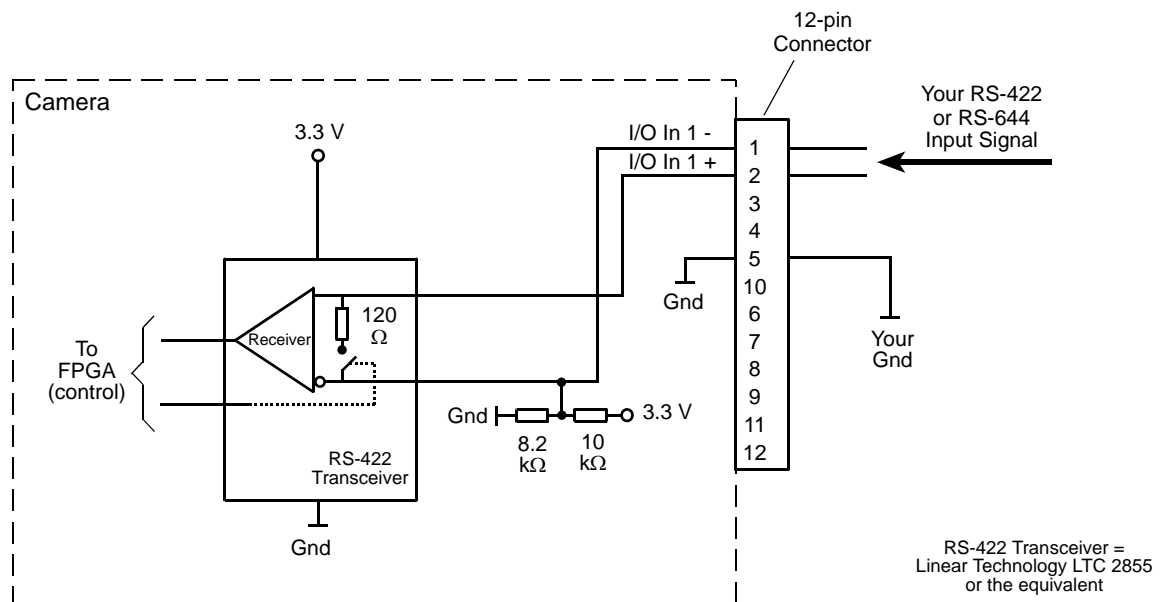 12-pin
Connector
Camera
Your RS-422
or RS-644
Input Signal
3.3 V
I/O In 1 -
I/O In 1 +
1
2
3
4
5
10
6
7
8
9
11
12
Gnd
Your
Gnd
120
Ω
Receiver
To
FPGA
(control)
Gnd
3.3 V
8.2
kΩ
10
kΩ
RS-422
Transceiver
Gnd
RS-422 Transceiver =
Linear Technology LTC 2855
or the equivalent